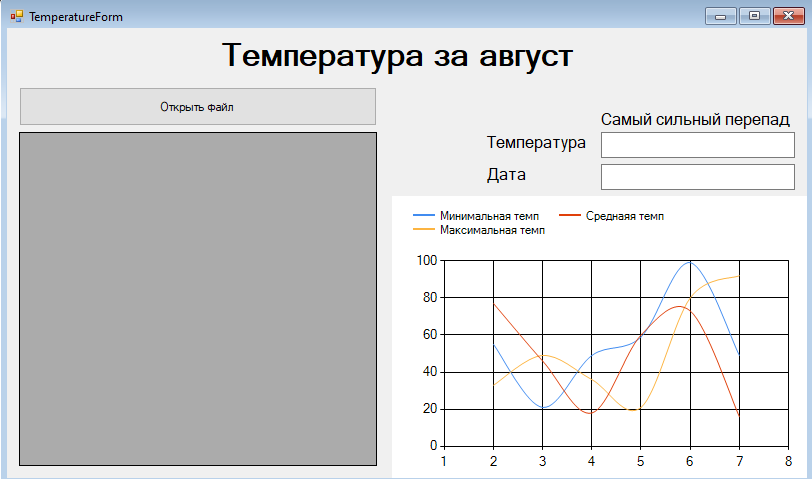 TemperatureForm
Температура за август
Открыть файл
Самый сильный перепад
Температура
Дата
Минимальная темп Среднаяя темп
Максимальная темп
100
80
60
40
20
0
1 2 3 4 5 6 7 8